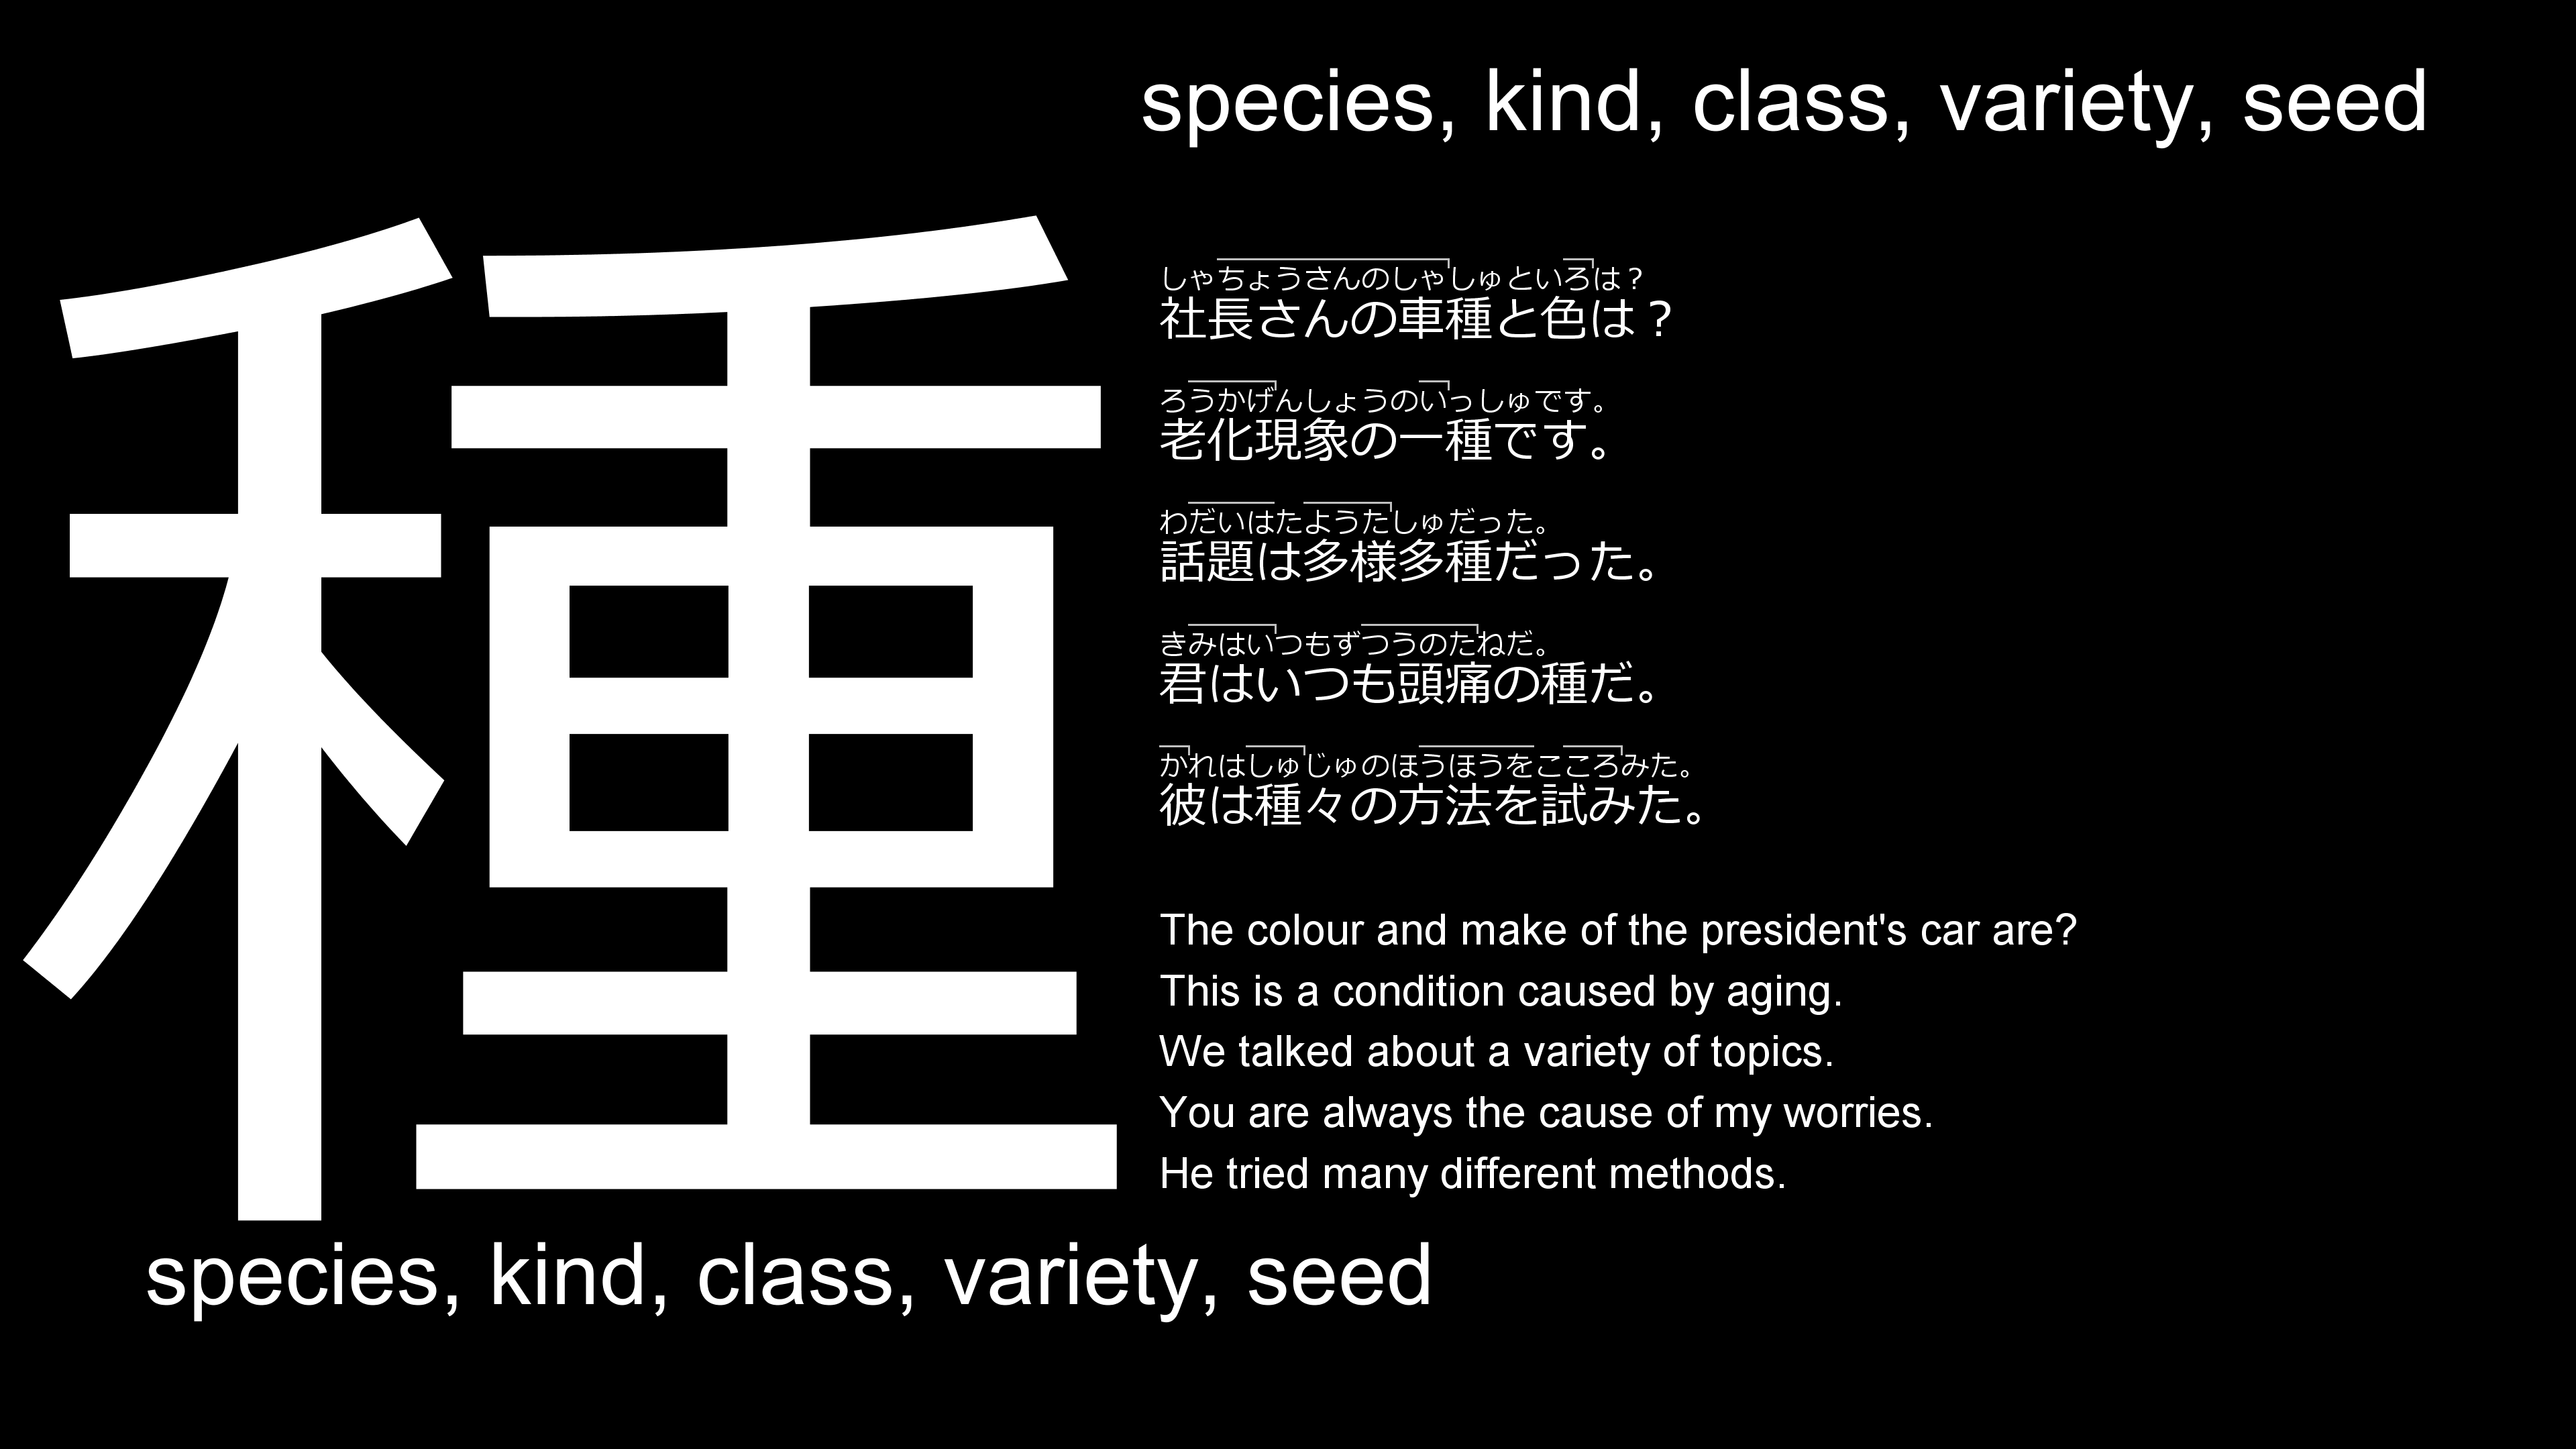 species, kind, class, variety, seed
種
しゃちょうさんのしゃしゅといろは？
社長さんの車種と色は？
ろうかげんしょうのいっしゅです。
老化現象の一種です。
わだいはたようたしゅだった。
話題は多様多種だった。
きみはいつもずつうのたねだ。
君はいつも頭痛の種だ。
かれはしゅじゅのほうほうをこころみた。
彼は種々の方法を試みた。
The colour and make of the president's car are?
This is a condition caused by aging.
We talked about a variety of topics.
You are always the cause of my worries.
He tried many different methods.
species, kind, class, variety, seed